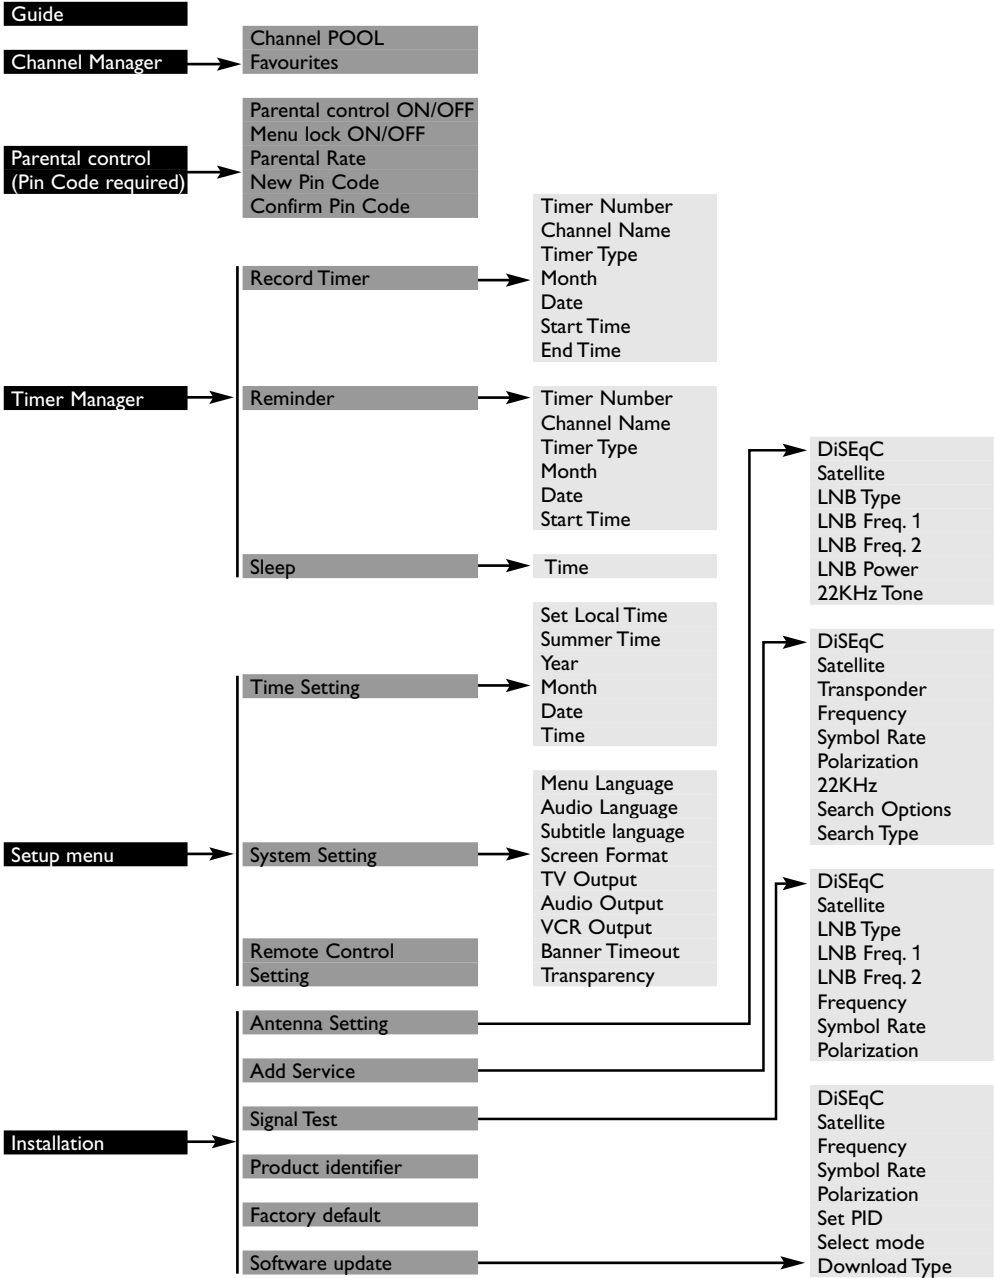 Guide
Channel Manager
Channel POOL
Favourites
Parental control
(Pin Code required)
Parental control ON/OFF
Menu lock ON/OFF
Parental Rate
New Pin Code
Confirm Pin Code
Timer Manager
Record Timer
Timer Number
Channel Name
Timer Type
Month
Date
Start Time
End Time
Reminder
Timer Number
Channel Name
Timer Type
Month
Date
Start Time
Sleep
Time
Setup menu
Time Setting
Set Local Time
Summer Time
Year
Month
Date
Time
System Setting
Menu Language
Audio Language
Subtitle language
Screen Format
TV Output
Audio Output
VCR Output
Banner Timeout
Transparency
Remote Control
Setting
Installation
Antenna Setting
DiSEqC
Satellite
LNB Type
LNB Freq. 1
LNB Freq. 2
LNB Power
22KHz Tone
Add Service
DiSEqC
Satellite
Transponder
Frequency
Symbol Rate
Polarization
22KHz
Search Options
Search Type
Signal Test
DiSEqC
Satellite
LNB Type
LNB Freq. 1
LNB Freq. 2
Frequency
Symbol Rate
Polarization
Product identifier
Factory default
Software update
DiSEqC
Satellite
Frequency
Symbol Rate
Polarization
Set PID
Select mode
Download Type